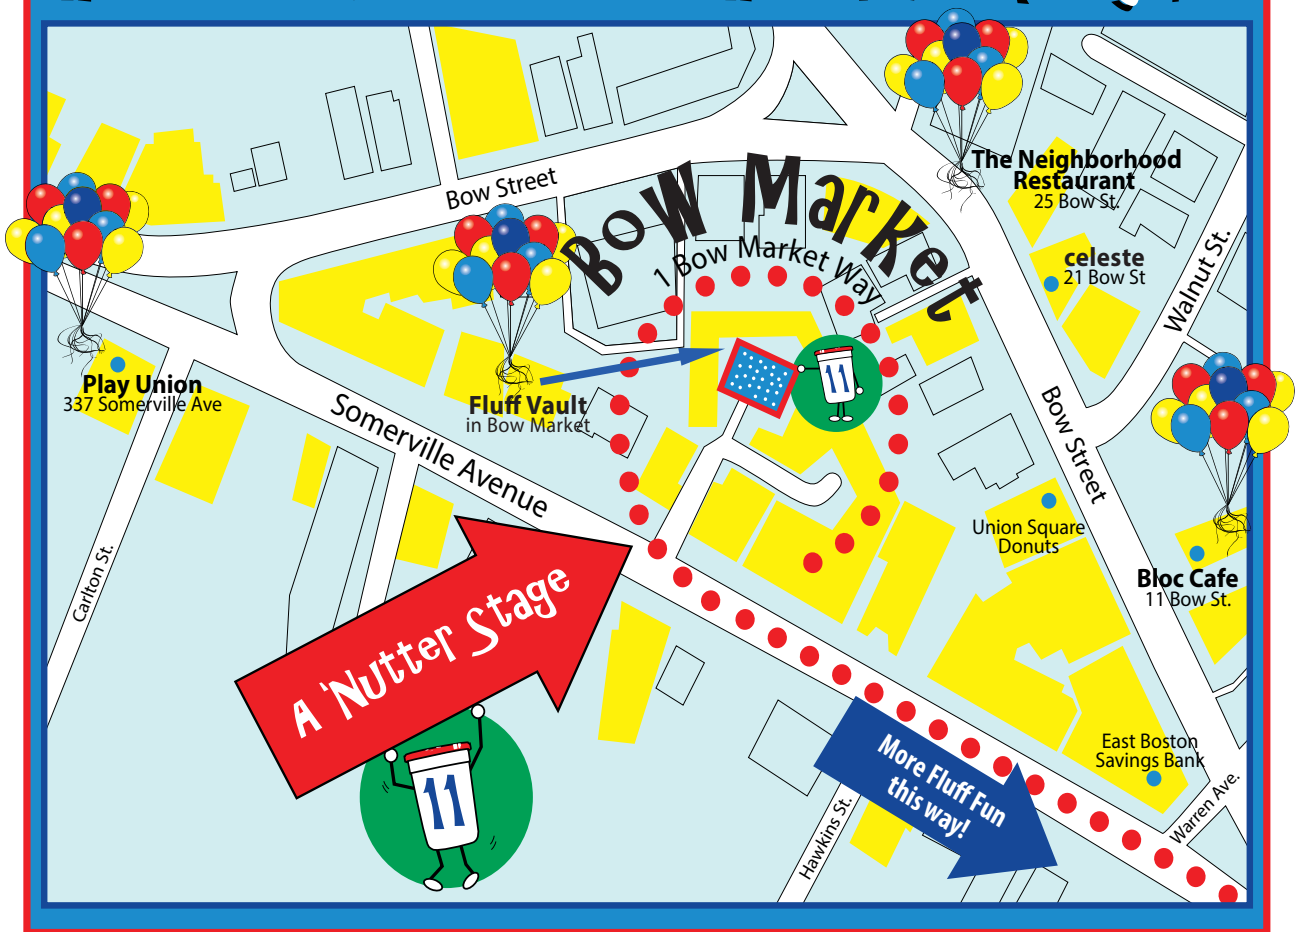 The Neighborhood
Restaurant
25 Bow St.
Bow Street
BOW Market
1 Bow Market Way
celeste
21 Bow St
Walnut St.
Play Union
337 Somerville Ave
Fluff Vault
in Bow Market
11
Somerville Avenue
Bow Street
Union Square
Donuts
Bloc Cafe
11 Bow St.
Carlton St.
A 'Nutter Stage
11
More Fluff Fun
this way!
East Boston
Savings Bank
Warren Ave.
Hawkins St.